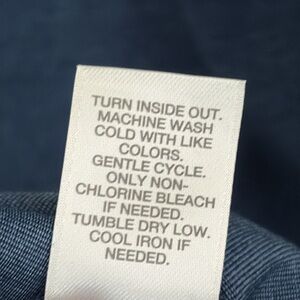 TURN INSIDE OUT.
MACHINE WASH
COLD WITH LIKE
COLORS.
GENTLE CYCLE.
ONLY NON-
CHLORINE BLEACH
IF NEEDED.
TUMBLE DRY LOW.
COOL IRON IF
NEEDED.